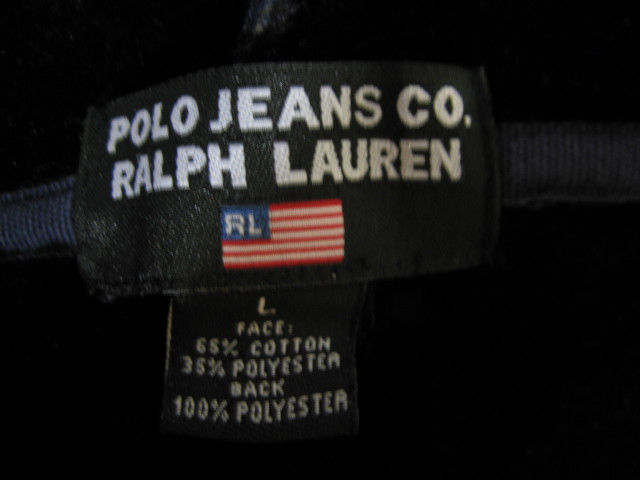 POLO JEANS CO.
RALPH LAUREN
RL
L
FACE:
65% COTTON
35% POLYESTER
BACK
100% POLYESTER